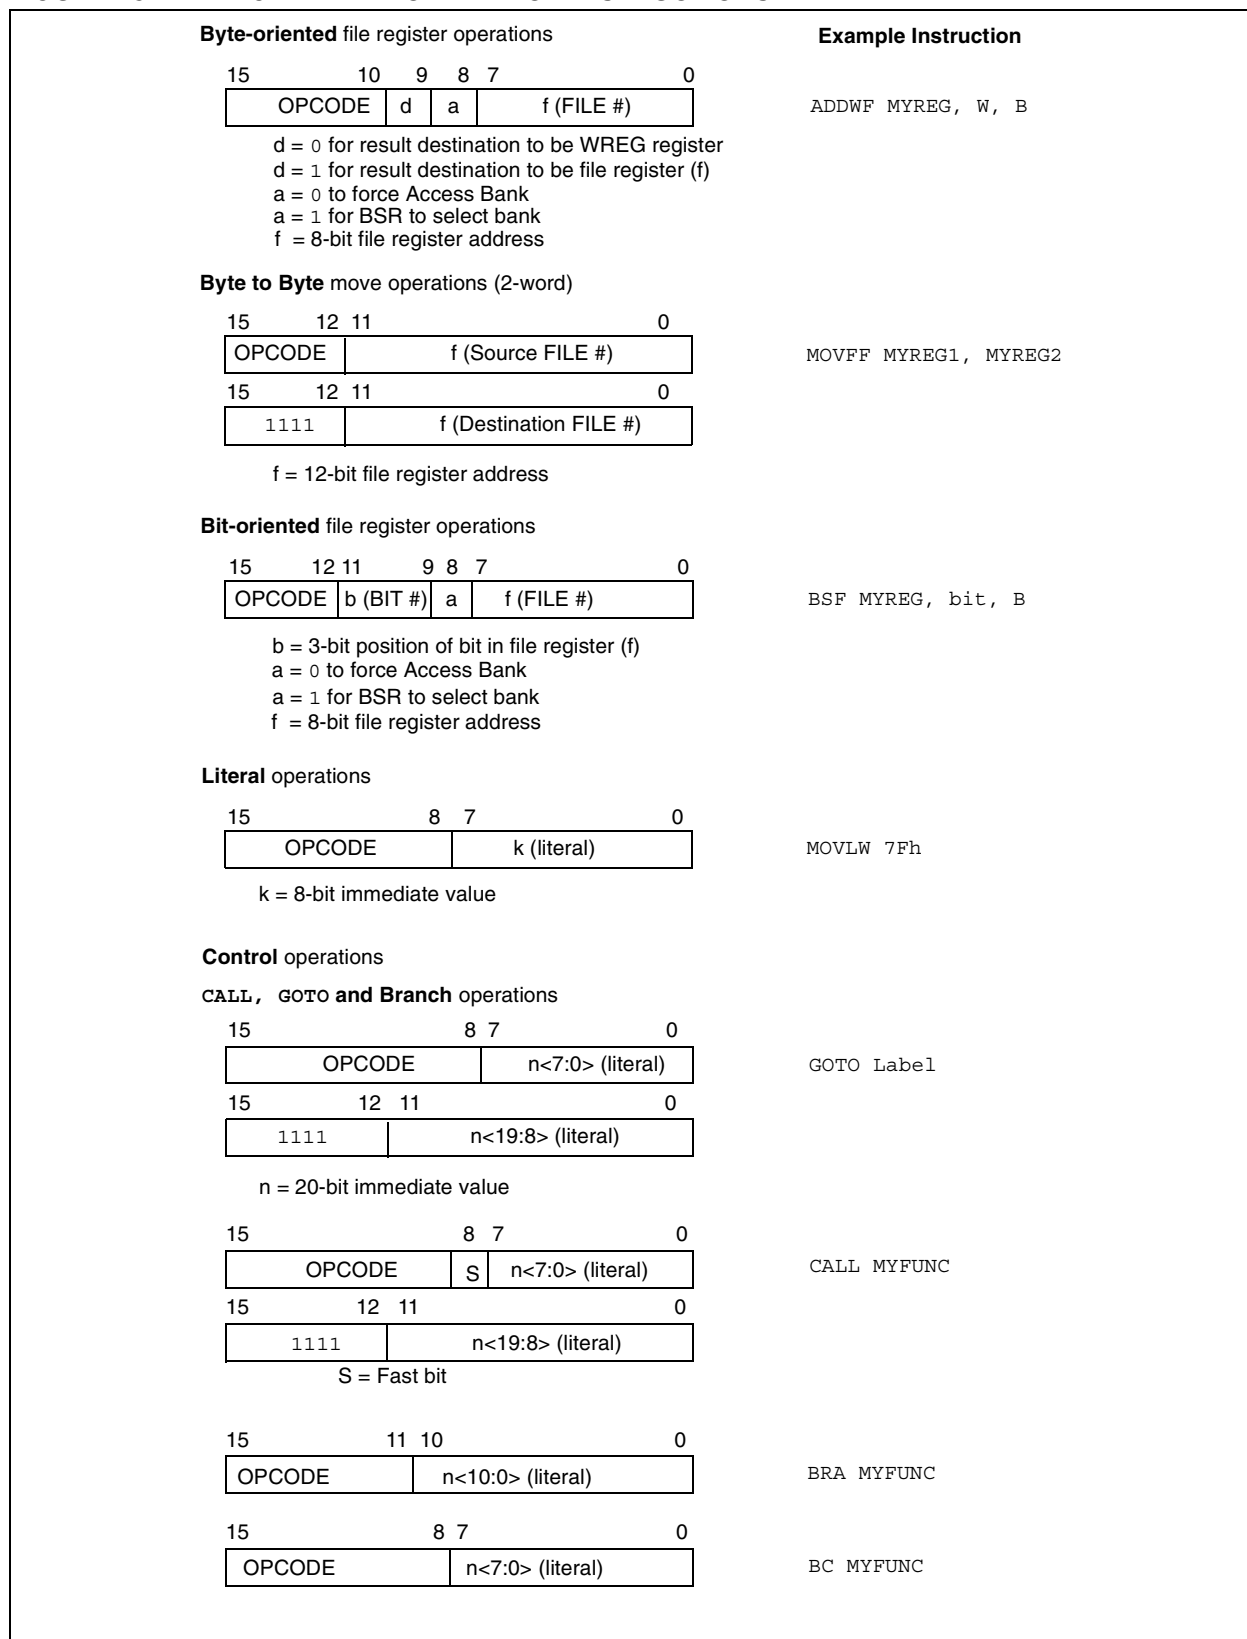 Byte-oriented file register operations
Example Instruction
15 10 9 8 7 0
OPCODE d a f (FILE #)
ADDWF MYREG, W, B
d = 0 for result destination to be WREG register
d = 1 for result destination to be file register (f)
a = 0 to force Access Bank
a = 1 for BSR to select bank
f = 8-bit file register address
Byte to Byte move operations (2-word)
15 12 11 0
OPCODE f (Source FILE #)
MOVFF MYREG1, MYREG2
15 12 11 0
1111 f (Destination FILE #)
f = 12-bit file register address
Bit-oriented file register operations
15 12 11 9 8 7 0
OPCODE b (BIT #) a f (FILE #)
BSF MYREG, bit, B
b = 3-bit position of bit in file register (f)
a = 0 to force Access Bank
a = 1 for BSR to select bank
f = 8-bit file register address
Literal operations
15 8 7 0
OPCODE k (literal)
MOVLW 7Fh
k = 8-bit immediate value
Control operations
CALL, GOTO and Branch operations
15 8 7 0
OPCODE n<7:0> (literal)
GOTO Label
15 12 11 0
1111 n<19:8> (literal)
n = 20-bit immediate value
15 8 7 0
OPCODE S n<7:0> (literal)
CALL MYFUNC
15 12 11 0
1111 n<19:8> (literal)
S = Fast bit
15 11 10 0
OPCODE n<10:0> (literal)
BRA MYFUNC
15 8 7 0
OPCODE n<7:0> (literal)
BC MYFUNC